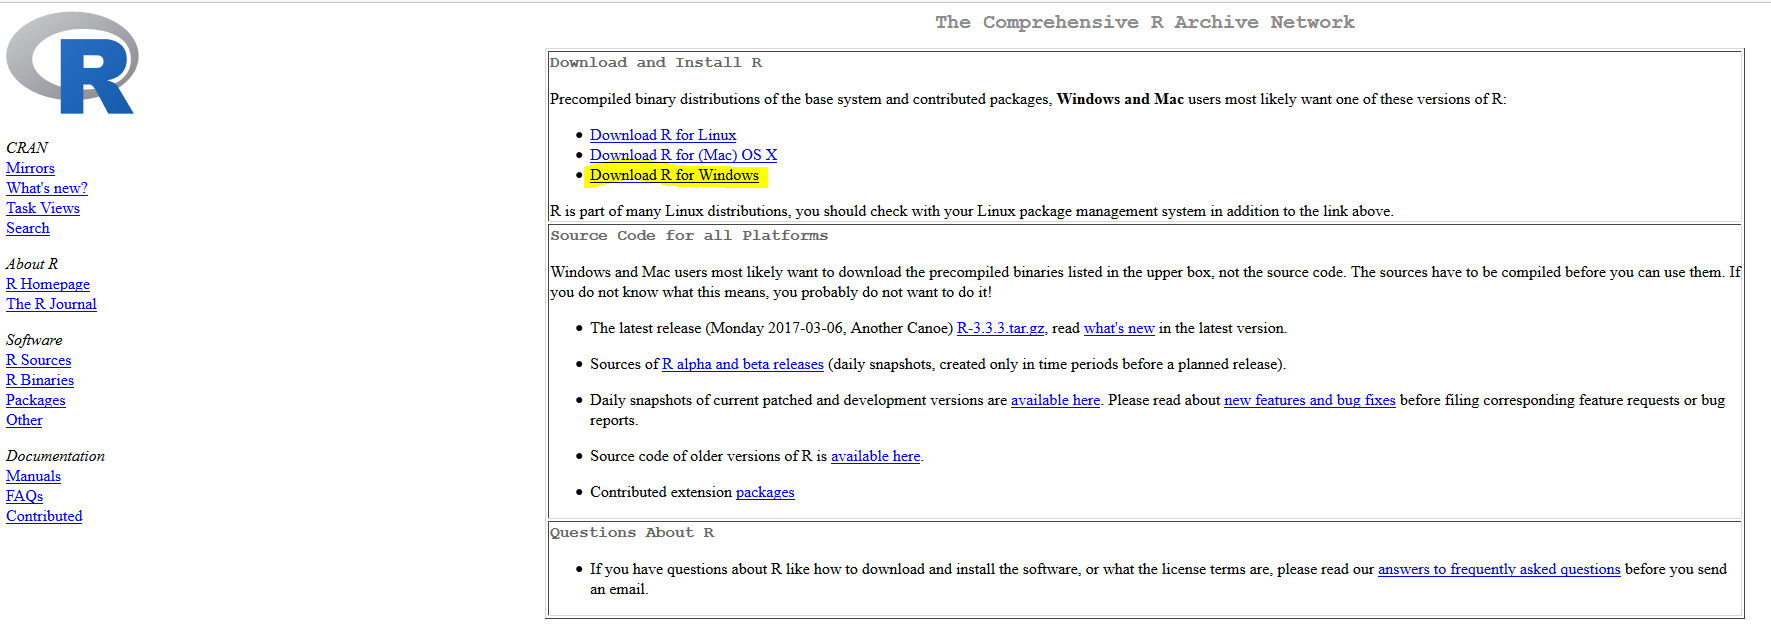 R
The Comprehensive R Archive Network
CRAN
Mirrors
What's new?
Task Views
Search
About R
R Homepage
The R Journal
Software
R Sources
R Binaries
Packages
Other
Documentation
Manuals
FAQs
Contributed
Download and Install R
Precompiled binary distributions of the base system and contributed packages, Windows and Mac users most likely want one of these versions of R:
Download R for Linux
Download R for (Mac) OS X
Download R for Windows
R is part of many Linux distributions, you should check with your Linux package management system in addition to the link above.
Source Code for all Platforms
Windows and Mac users most likely want to download the precompiled binaries listed in the upper box, not the source code. The sources have to be compiled before you can use them. If
you do not know what this means, you probably do not want to do it!
The latest release (Monday 2017-03-06, Another Canoe) R-3.3.3.tar.gz, read what's new in the latest version.
Sources of R alpha and beta releases (daily snapshots, created only in time periods before a planned release).
Daily snapshots of current patched and development versions are available here. Please read about new features and bug fixes before filing corresponding feature requests or bug
reports.
Source code of older versions of R is available here.
Contributed extension packages
Questions About R
If you have questions about R like how to download and install the software, or what the license terms are, please read our answers to frequently asked questions before you send
an email.